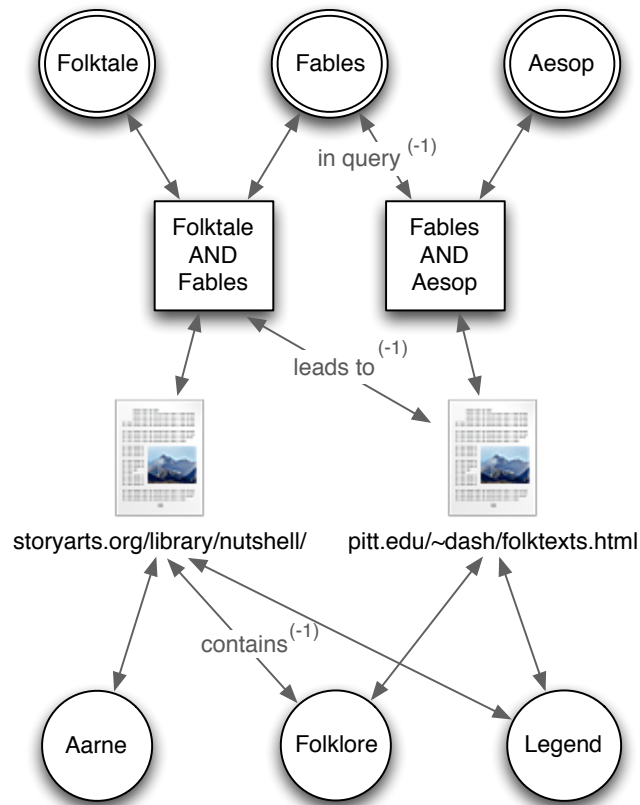 Folktale
Fables
Aesop
in query (-1)
Folktale
AND
Fables
Fables
AND
Aesop
leads to (-1)
storyarts.org/library/nutshell/
pitt.edu/~dash/folktexts.html
contains (-1)
Aarne
Folklore
Legend